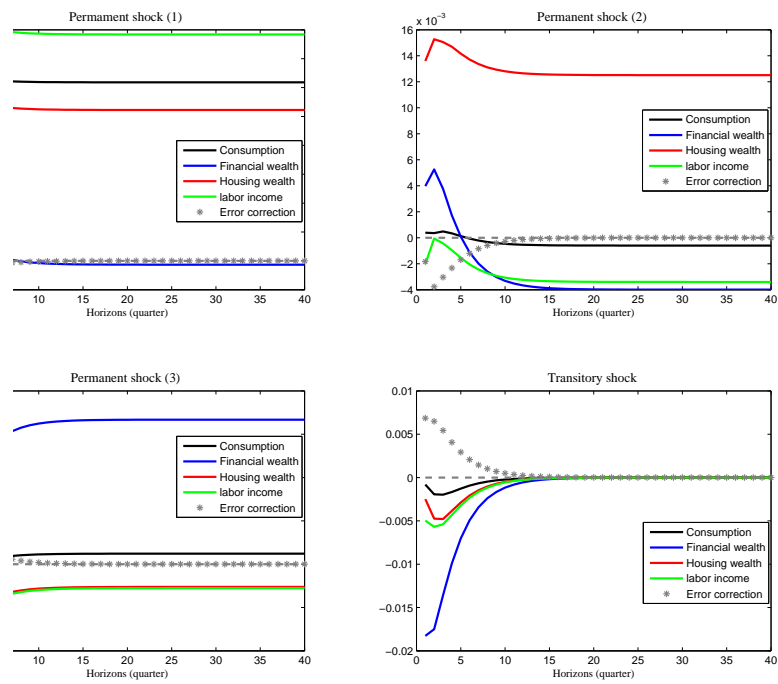 Permamant shock (1)
Consumption
Financial wealth
Housing wealth
labor income
Error correction
10 15 20 25 30 35 40
Horizons (quarter)
Permanent shock (2)
x 10⁻³
16
14
12
10
8
6
4
2
0
−2
−4
Consumption
Financial wealth
Housing wealth
labor income
Error correction
0 5 10 15 20 25 30 35 40
Horizons (quarter)
Permanent shock (3)
Consumption
Financial wealth
Housing wealth
labor income
Error correction
10 15 20 25 30 35 40
Horizons (quarter)
Transitory shock
0.01
0.005
0
−0.005
−0.01
−0.015
−0.02
Consumption
Financial wealth
Housing wealth
labor income
Error correction
0 5 10 15 20 25 30 35 40
Horizons (quarter)